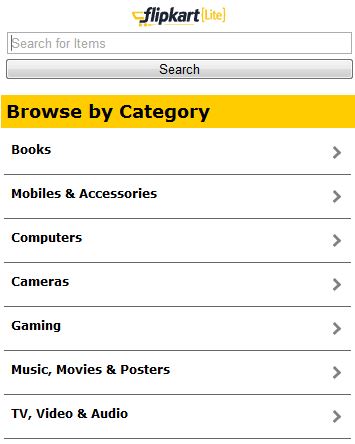 flipkart [Lite]
Search for Items
Search
Browse by Category
Books
Mobiles & Accessories
Computers
Cameras
Gaming
Music, Movies & Posters
TV, Video & Audio